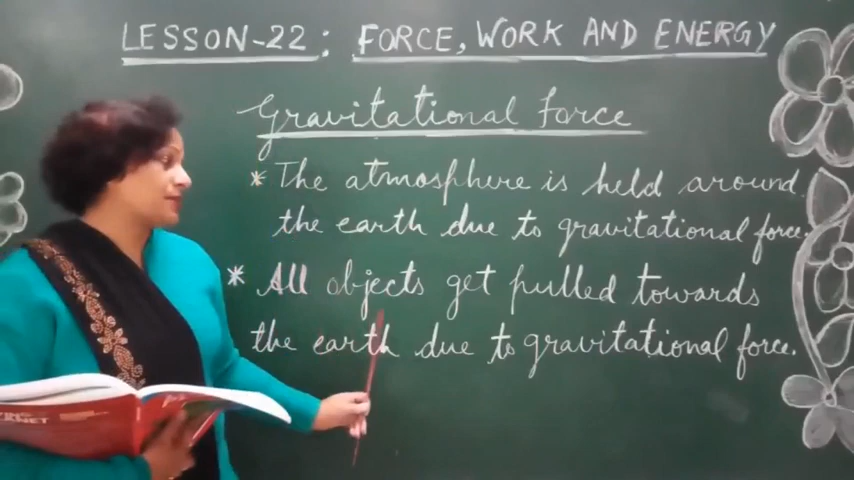 LESSON-22: FORCE, WORK AND ENERGY
Gravitational force
* The atmosphere is held around
the earth due to gravitational force.
* All objects get pulled towards
the earth due to gravitational force.